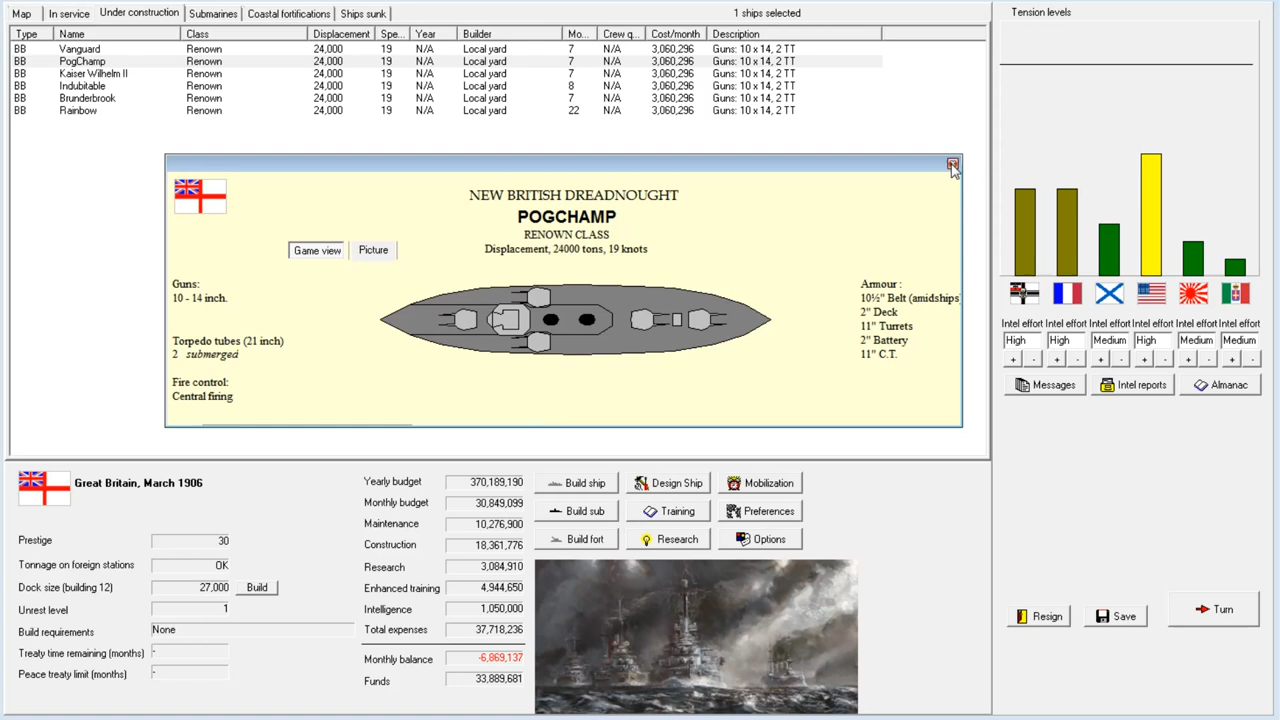 Map In service Under construction Submarines Coastal fortifications Ships sunk 1 ships selected
Type Name Class Displacement Spe... Year Builder Mo... Crew q... Cost/month Description
BB Vanguard Renown 24,000 19 N/A Local yard 7 N/A 3,060,296 Guns: 10 x 14, 2 TT
BB PogChamp Renown 24,000 19 N/A Local yard 7 N/A 3,060,296 Guns: 10 x 14, 2 TT
BB Kaiser Wilhelm II Renown 24,000 19 N/A Local yard 7 N/A 3,060,296 Guns: 10 x 14, 2 TT
BB Indubitable Renown 24,000 19 N/A Local yard 8 N/A 3,060,296 Guns: 10 x 14, 2 TT
BB Brunderbrook Renown 24,000 19 N/A Local yard 7 N/A 3,060,296 Guns: 10 x 14, 2 TT
BB Rainbow Renown 24,000 19 N/A Local yard 22 N/A 3,060,296 Guns: 10 x 14, 2 TT
NEW BRITISH DREADNOUGHT
POGCHAMP
RENOWN CLASS
Displacement, 24000 tons, 19 knots
Game view Picture
Guns:
10 - 14 inch.
Torpedo tubes (21 inch)
2 submerged
Fire control:
Central firing
Armour :
10½" Belt (amidships)
2" Deck
11" Turrets
2" Battery
11" C.T.
Tension levels
Intel effort Intel effort Intel effort Intel effort Intel effort Intel effort
High High Medium High Medium Medium
+ - + - + - + - + - + -
Messages Intel reports Almanac
Great Britain, March 1906
Prestige 30
Tonnage on foreign stations OK
Dock size (building 12) 27,000 Build
Unrest level 1
Build requirements None
Treaty time remaining (months) -
Peace treaty limit (months) -
Yearly budget 370,189,190
Monthly budget 30,849,099
Maintenance 10,276,900
Construction 18,361,776
Research 3,084,910
Enhanced training 4,944,650
Intelligence 1,050,000
Total expenses 37,718,236
Monthly balance -6,869,137
Funds 33,889,681
Build ship Design Ship Mobilization
Build sub Training Preferences
Build fort Research Options
Resign Save Turn